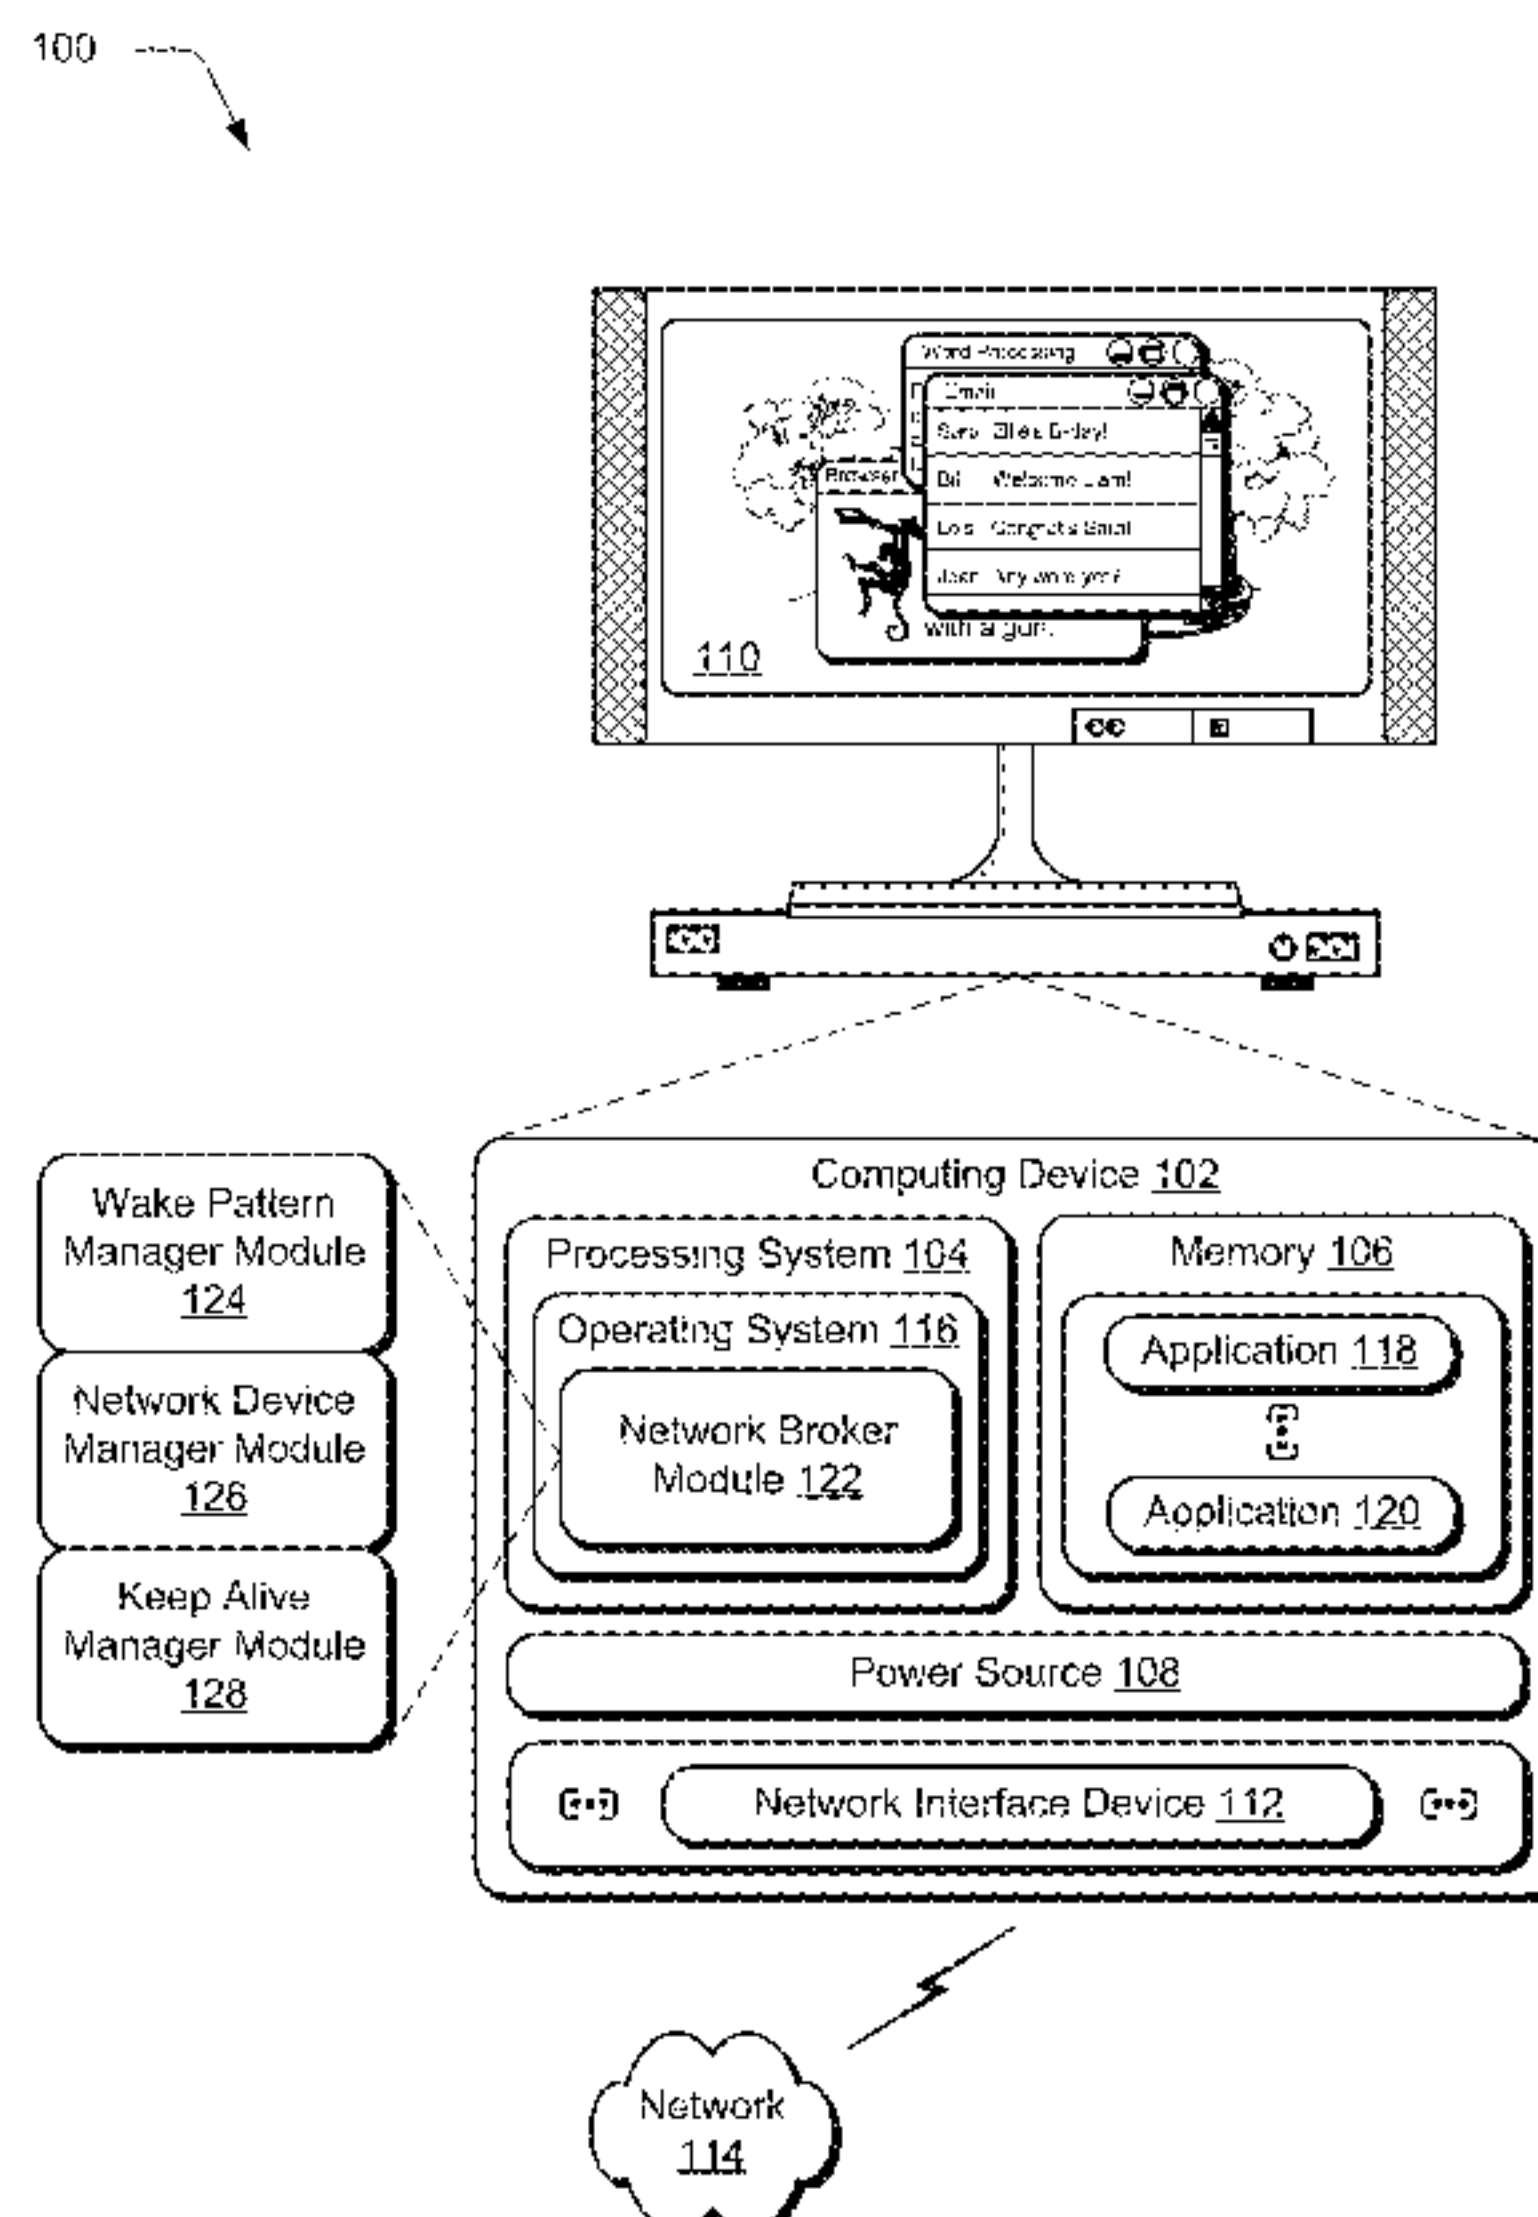 100
Word Processing
Email
Browser
with a gun.
110
Computing Device 102
Wake Pattern
Manager Module
124
Network Device
Manager Module
126
Keep Alive
Manager Module
128
Processing System 104
Operating System 116
Network Broker
Module 122
Memory 106
Application 118
Application 120
Power Source 108
Network Interface Device 112
Network
114